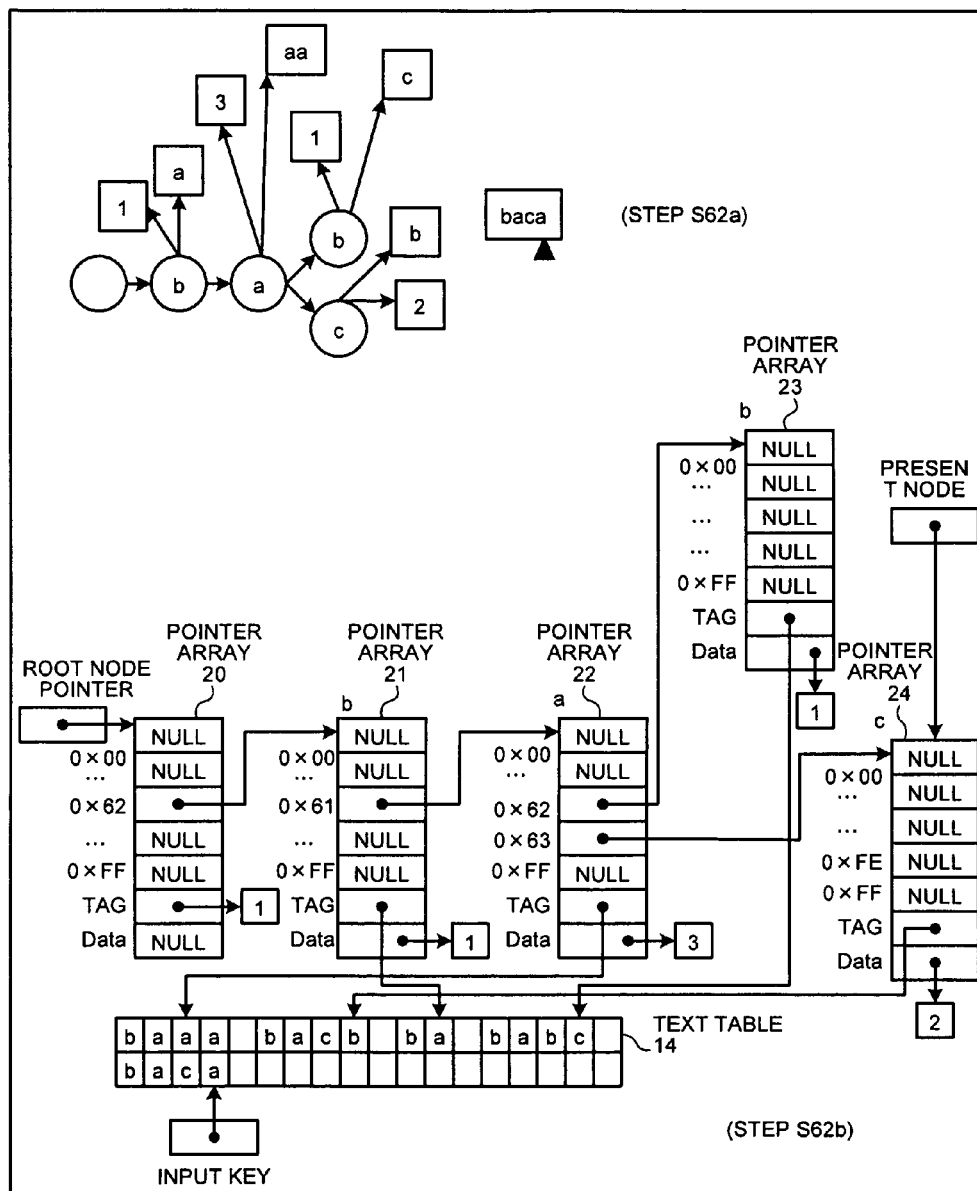 aa
c
3
1
a
1
b
baca
(STEP S62a)
b
b
a
2
c
POINTER
ARRAY
23
b
NULL
0×00
... NULL
... NULL
... NULL
0×FF NULL
TAG
Data
1
PRESEN
T NODE
POINTER
ARRAY
24
c
NULL
0×00
... NULL
... NULL
0×FE NULL
0×FF NULL
TAG
Data
2
ROOT NODE
POINTER
POINTER
ARRAY
20
NULL
0×00
... NULL
0×62
... NULL
0×FF NULL
TAG 1
Data NULL
POINTER
ARRAY
21
b
NULL
0×00
... NULL
0×61
... NULL
0×FF NULL
TAG
Data 1
POINTER
ARRAY
22
a
NULL
0×00
... NULL
0×62
0×63
0×FF NULL
TAG
Data 3
b a a a b a c b b a b a b c
b a c a
TEXT TABLE
14
INPUT KEY
(STEP S62b)